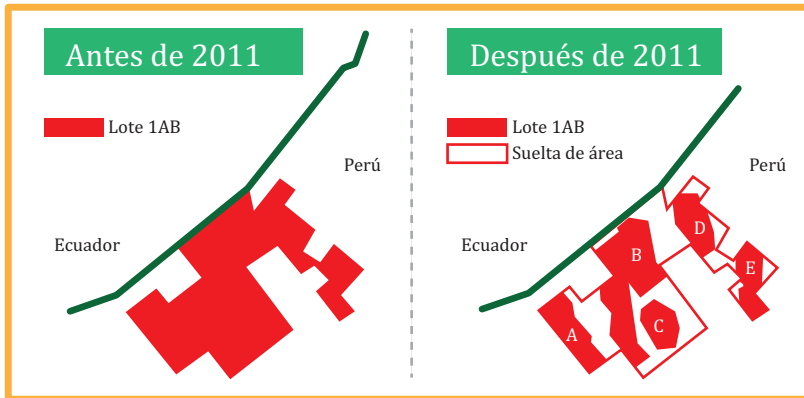 Antes de 2011
Lote 1AB
Perú
Ecuador
Después de 2011
Lote 1AB
Suelta de área
Perú
Ecuador
D
B
E
C
A